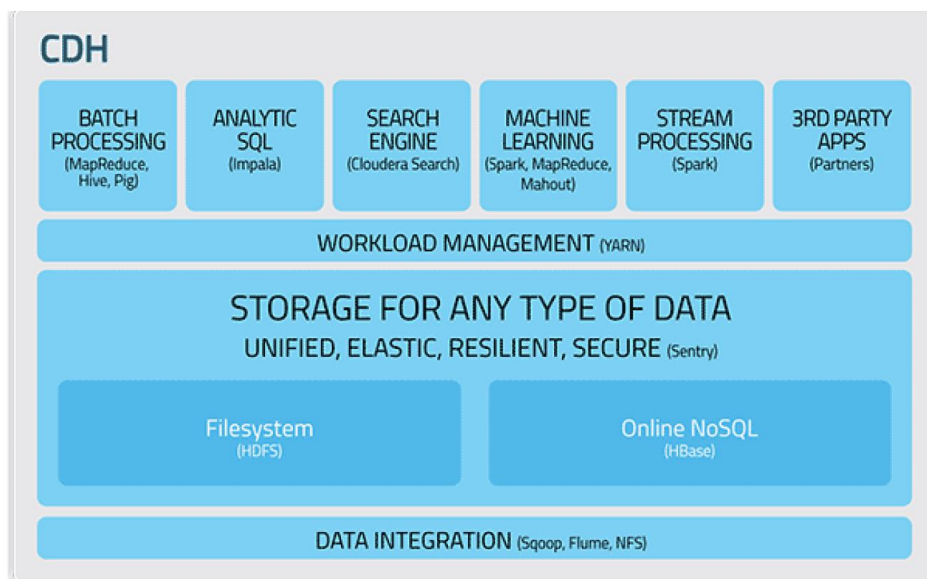 CDH
BATCH
PROCESSING
(MapReduce,
Hive, Pig)
ANALYTIC
SQL
(Impala)
SEARCH
ENGINE
(Cloudera Search)
MACHINE
LEARNING
(Spark, MapReduce,
Mahout)
STREAM
PROCESSING
(Spark)
3RD PARTY
APPS
(Partners)
WORKLOAD MANAGEMENT (YARN)
STORAGE FOR ANY TYPE OF DATA
UNIFIED, ELASTIC, RESILIENT, SECURE (Sentry)
Filesystem
(HDFS)
Online NoSQL
(HBase)
DATA INTEGRATION (Sqoop, Flume, NFS)